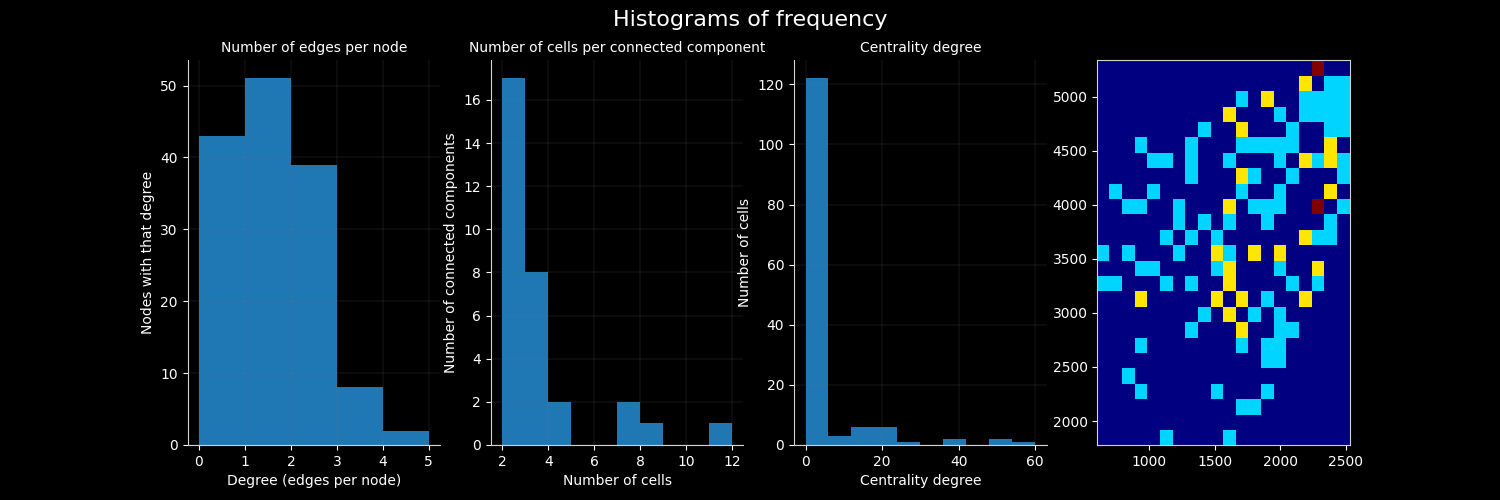 Histograms of frequency
Number of edges per node
Nodes with that degree
50
40
30
20
10
0
0 1 2 3 4 5
Degree (edges per node)
Number of cells per connected component
Number of connected components
16
14
12
10
8
6
4
2
0
2 4 6 8 10 12
Number of cells
Centrality degree
Number of cells
120
100
80
60
40
20
0
0 20 40 60
Centrality degree
5000
4500
4000
3500
3000
2500
2000
1000 1500 2000 2500